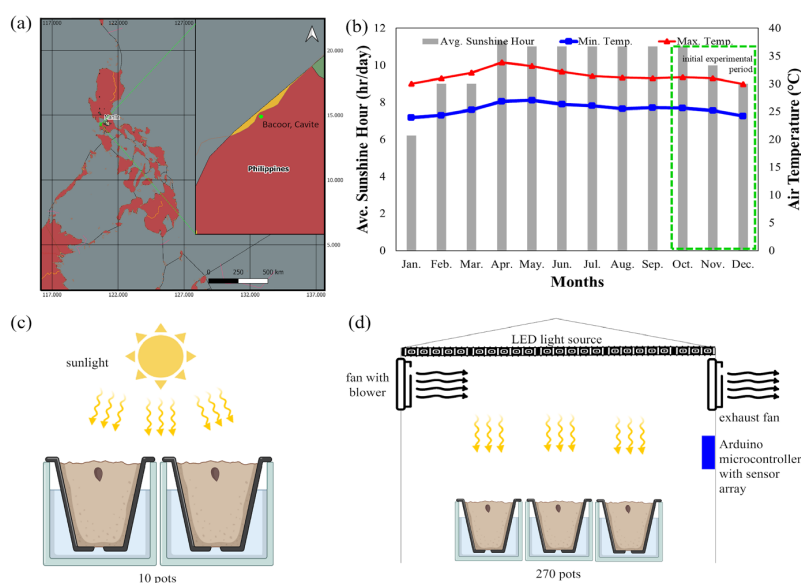 (a)
117.000
122.000
127.000
132.000
137.000
20.000
15.000
10.000
5.000
Bacoor, Cavite
Philippines
0 250 500 km
117.000
122.000
127.000
132.000
137.000
(b)
Avg. Sunshine Hour
Min. Temp.
Max. Temp.
initial experimental
period
Ave. Sunshine Hour (hr/day)
12
10
8
6
4
2
0
Air Temperature (°C)
40
35
30
25
20
15
10
5
0
Jan. Feb. Mar. Apr. May. Jun. Jul. Aug. Sep. Oct. Nov. Dec.
Months
(c)
sunlight
10 pots
(d)
LED light source
fan with
blower
exhaust fan
Arduino
microcontroller
with sensor
array
270 pots